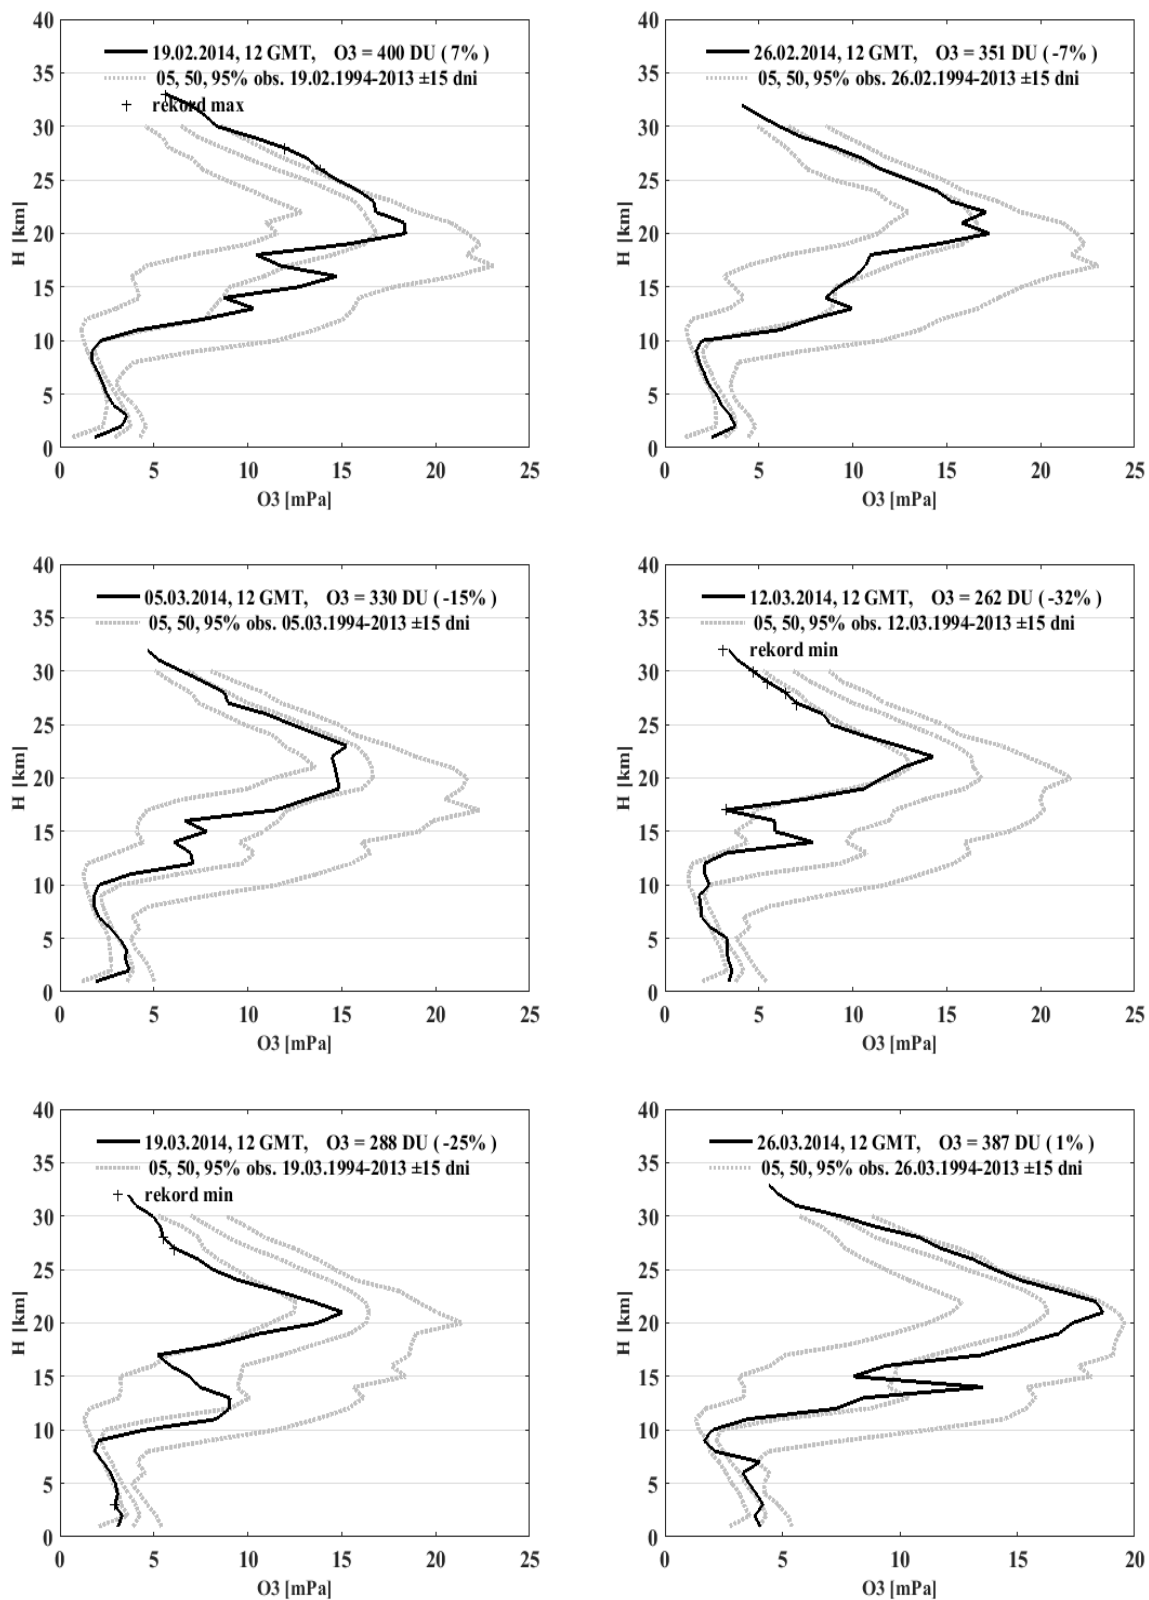 40
35
30
25
20
15
10
5
0
H [km]
19.02.2014, 12 GMT, O3 = 400 DU ( 7% )
05, 50, 95% obs. 19.02.1994-2013 ±15 dni
rekord max
0 5 10 15 20 25
O3 [mPa]
40
35
30
25
20
15
10
5
0
H [km]
26.02.2014, 12 GMT, O3 = 351 DU ( -7% )
05, 50, 95% obs. 26.02.1994-2013 ±15 dni
0 5 10 15 20 25
O3 [mPa]
40
35
30
25
20
15
10
5
0
H [km]
05.03.2014, 12 GMT, O3 = 330 DU ( -15% )
05, 50, 95% obs. 05.03.1994-2013 ±15 dni
0 5 10 15 20 25
O3 [mPa]
40
35
30
25
20
15
10
5
0
H [km]
12.03.2014, 12 GMT, O3 = 262 DU ( -32% )
05, 50, 95% obs. 12.03.1994-2013 ±15 dni
rekord min
0 5 10 15 20 25
O3 [mPa]
40
35
30
25
20
15
10
5
0
H [km]
19.03.2014, 12 GMT, O3 = 288 DU ( -25% )
05, 50, 95% obs. 19.03.1994-2013 ±15 dni
rekord min
0 5 10 15 20 25
O3 [mPa]
40
35
30
25
20
15
10
5
0
H [km]
26.03.2014, 12 GMT, O3 = 387 DU ( 1% )
05, 50, 95% obs. 26.03.1994-2013 ±15 dni
5 10 15 20
O3 [mPa]